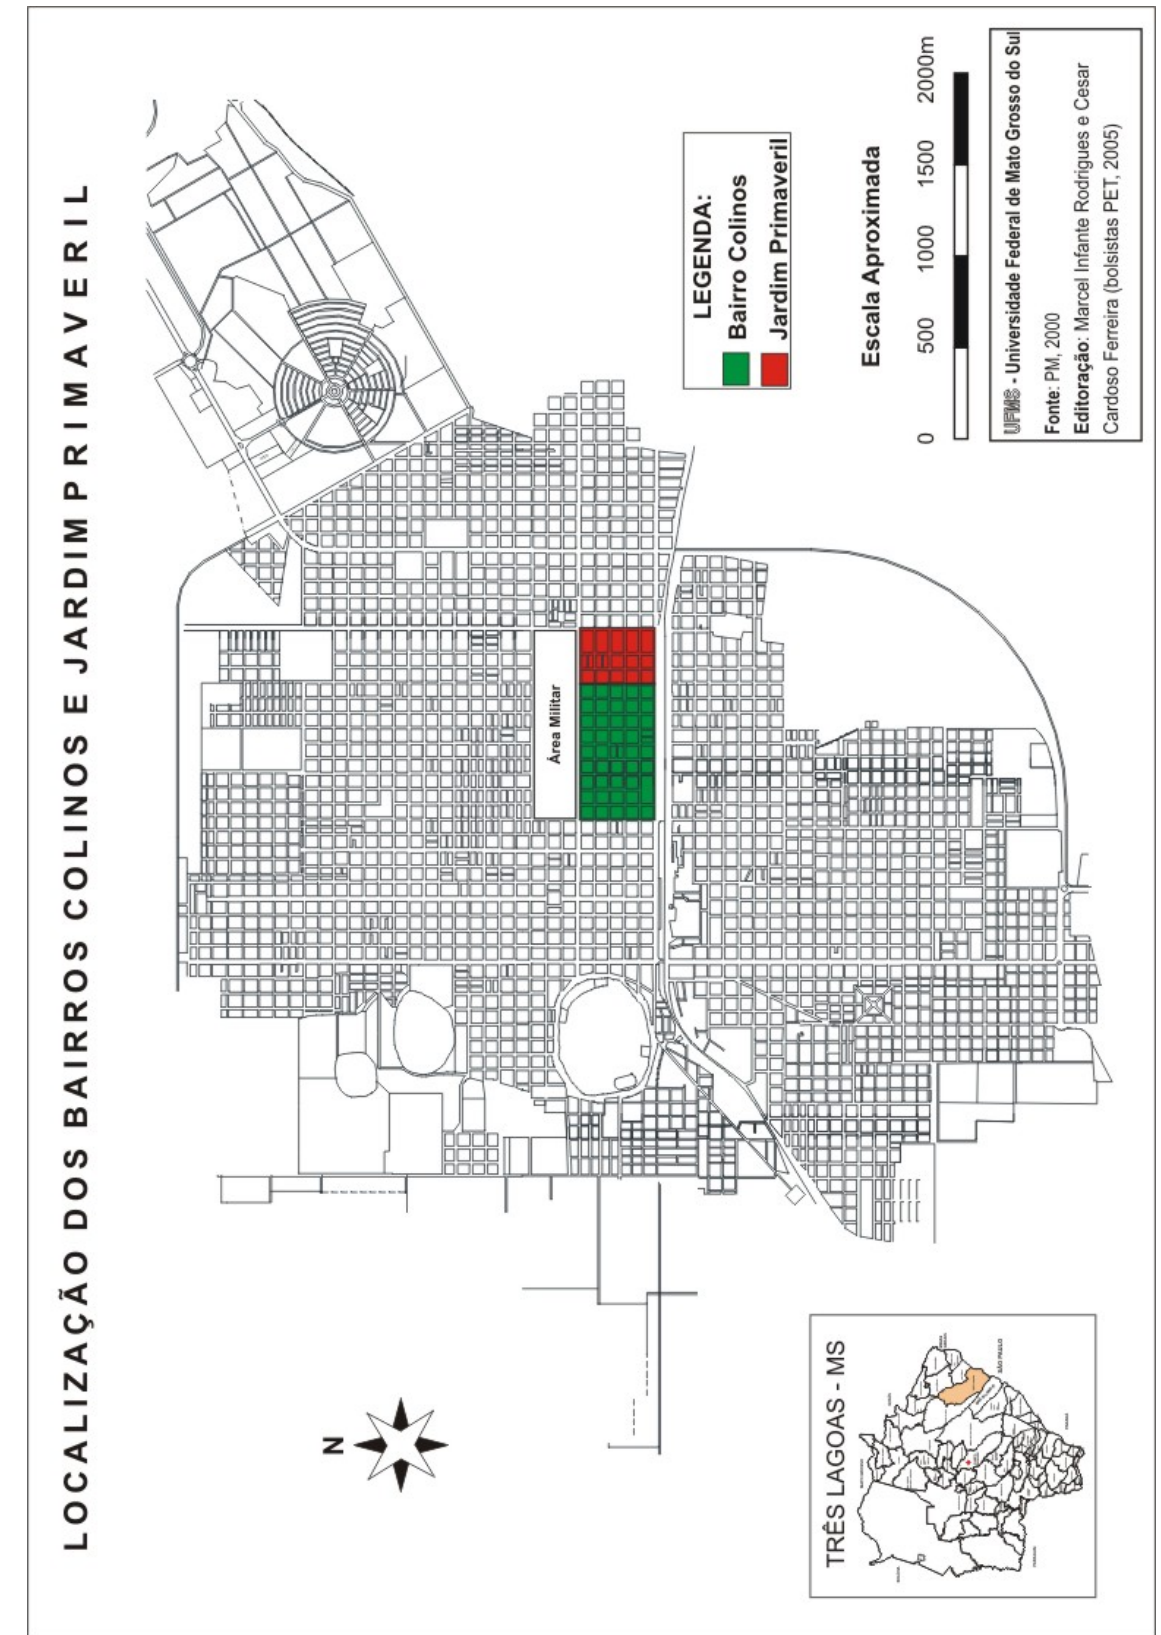 LOCALIZAÇÃO DOS BAIRROS COLINOS E JARDIM PRIMAVERIL
Área Militar
LEGENDA:
Bairro Colinos
Jardim Primaveril
Escala Aproximada
0 500 1000 1500 2000m
UFMS - Universidade Federal de Mato Grosso do Sul
Fonte: PM, 2000
Editoração: Marcel Infante Rodrigues e Cesar
Cardoso Ferreira (bolsistas PET, 2005)
N
TRÊS LAGOAS - MS
SÃO PAULO